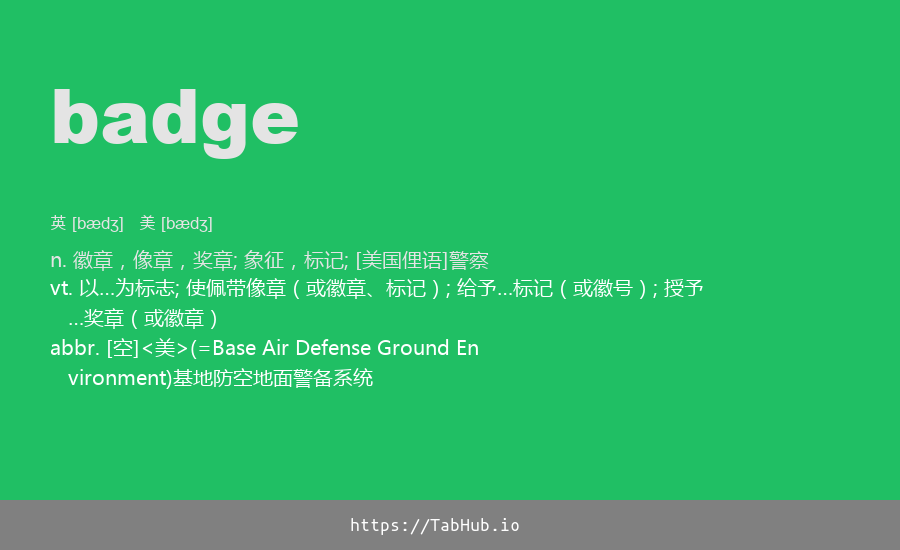 badge
英 [bædʒ] 美 [bædʒ]
n. 徽章，像章，奖章; 象征，标记; [美国俚语]警察
vt. 以…为标志; 使佩带像章（或徽章、标记）; 给予…标记（或徽号）; 授予
…奖章（或徽章）
abbr. [空]<美>(=Base Air Defense Ground En
vironment)基地防空地面警备系统
https://TabHub.io